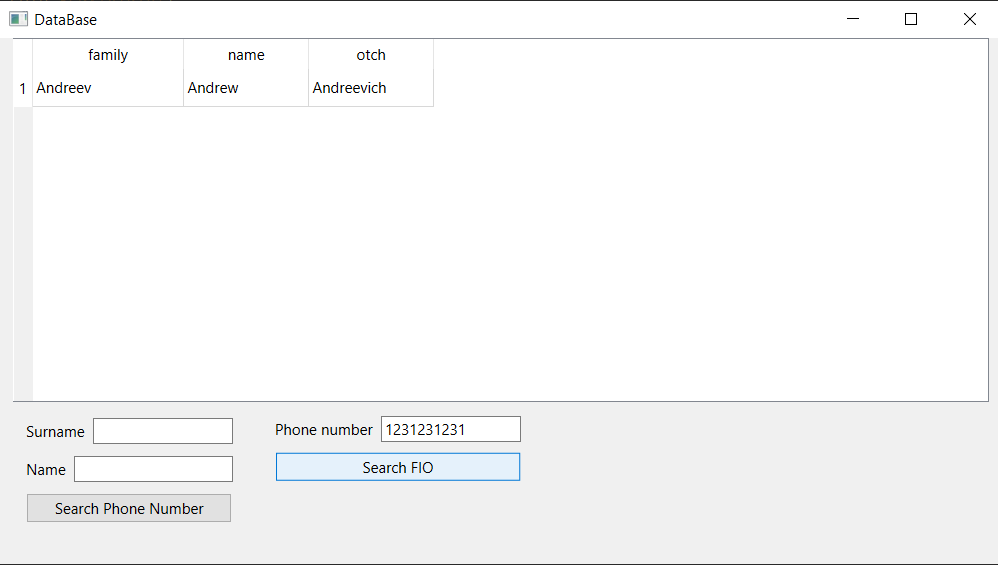 DataBase
family name otch
1 Andreev Andrew Andreevich
Surname
Phone number 1231231231
Name
Search FIO
Search Phone Number